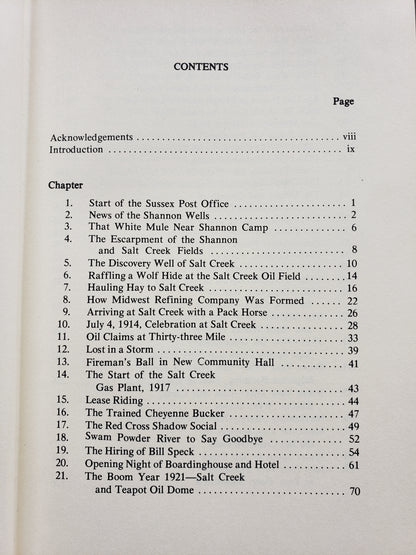 CONTENTS
Page
Acknowledgements . . . . . . . . . . . . . . . . . . . . . . . . . . . . . . viii
Introduction . . . . . . . . . . . . . . . . . . . . . . . . . . . . . . . . . . ix
Chapter
1. Start of the Sussex Post Office . . . . . . . . . . . . . . . . . . 1
2. News of the Shannon Wells . . . . . . . . . . . . . . . . . . . . 2
3. That White Mule Near Shannon Camp . . . . . . . . . . . . 6
4. The Escarpment of the Shannon
and Salt Creek Fields . . . . . . . . . . . . . . . . . . . . . . 8
5. The Discovery Well of Salt Creek . . . . . . . . . . . . . . . 10
6. Raffling a Wolf Hide at the Salt Creek Oil Field . . . . 14
7. Hauling Hay to Salt Creek . . . . . . . . . . . . . . . . . . . . 16
8. How Midwest Refining Company Was Formed . . . . . 22
9. Arriving at Salt Creek with a Pack Horse . . . . . . . . . 26
10. July 4, 1914, Celebration at Salt Creek . . . . . . . . . . 28
11. Oil Claims at Thirty-three Mile . . . . . . . . . . . . . . . . 33
12. Lost in a Storm . . . . . . . . . . . . . . . . . . . . . . . . . . . 39
13. Fireman's Ball in New Community Hall . . . . . . . . . . 41
14. The Start of the Salt Creek
Gas Plant, 1917 . . . . . . . . . . . . . . . . . . . . . . . . . . 43
15. Lease Riding . . . . . . . . . . . . . . . . . . . . . . . . . . . . . 44
16. The Trained Cheyenne Bucker . . . . . . . . . . . . . . . . . 47
17. The Red Cross Shadow Social . . . . . . . . . . . . . . . . . 49
18. Swam Powder River to Say Goodbye . . . . . . . . . . . . 52
19. The Hiring of Bill Speck . . . . . . . . . . . . . . . . . . . . . 54
20. Opening Night of Boardinghouse and Hotel . . . . . . . 61
21. The Boom Year 1921—Salt Creek
and Teapot Oil Dome . . . . . . . . . . . . . . . . . . . . . . 70